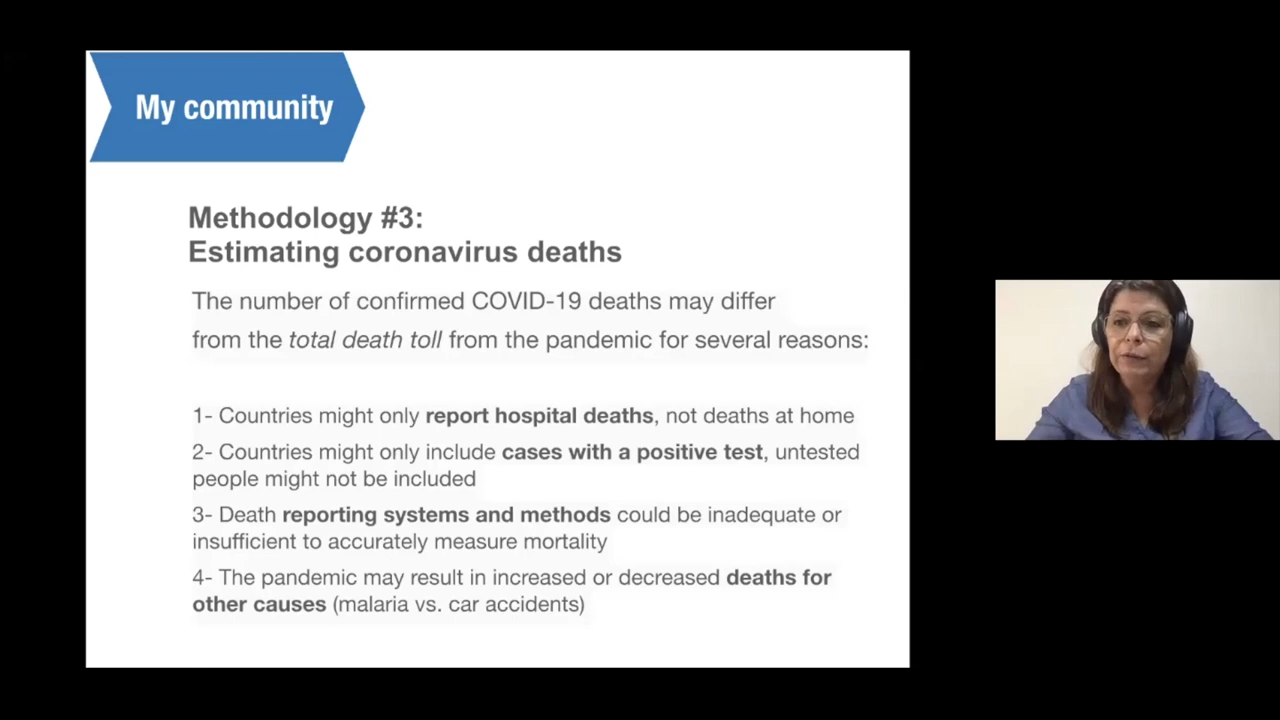 My community
Methodology #3:
Estimating coronavirus deaths
The number of confirmed COVID-19 deaths may differ
from the total death toll from the pandemic for several reasons:
1- Countries might only report hospital deaths, not deaths at home
2- Countries might only include cases with a positive test, untested
people might not be included
3- Death reporting systems and methods could be inadequate or
insufficient to accurately measure mortality
4- The pandemic may result in increased or decreased deaths for
other causes (malaria vs. car accidents)